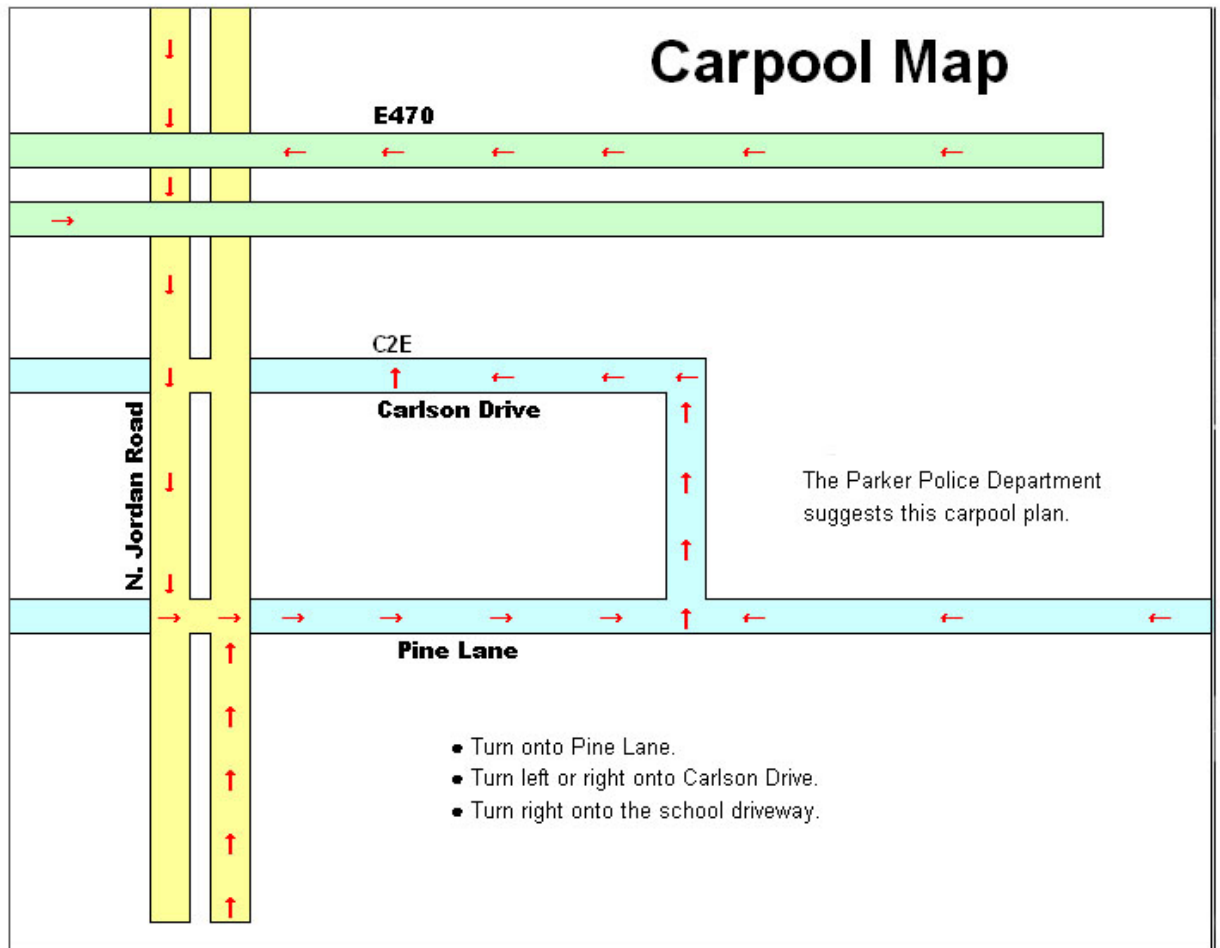 Carpool Map
E470
C2E
Carlson Drive
N. Jordan Road
The Parker Police Department
suggests this carpool plan.
Pine Lane
● Turn onto Pine Lane.
● Turn left or right onto Carlson Drive.
● Turn right onto the school driveway.